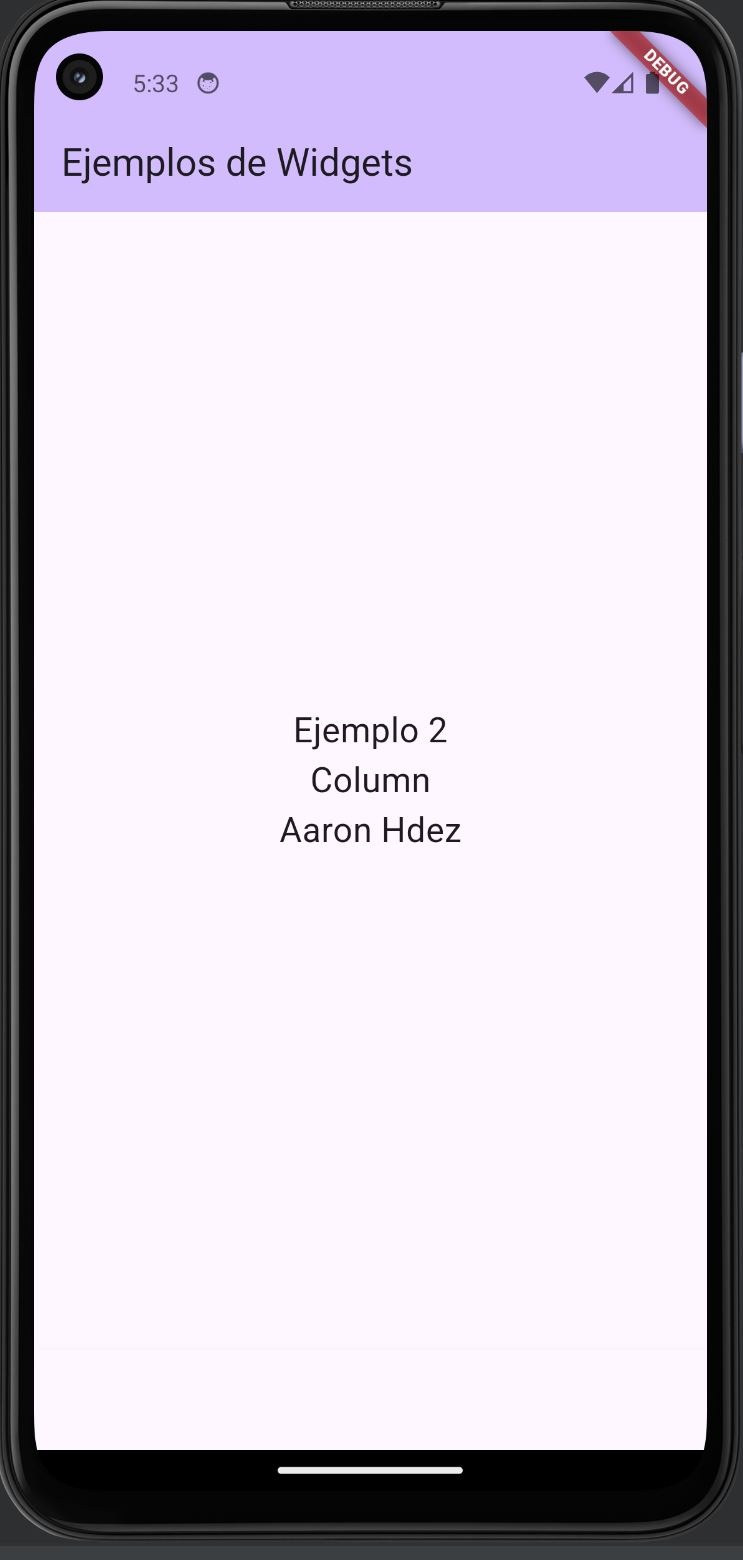 5:33
DEBUG
Ejemplos de Widgets
Ejemplo 2
Column
Aaron Hdez